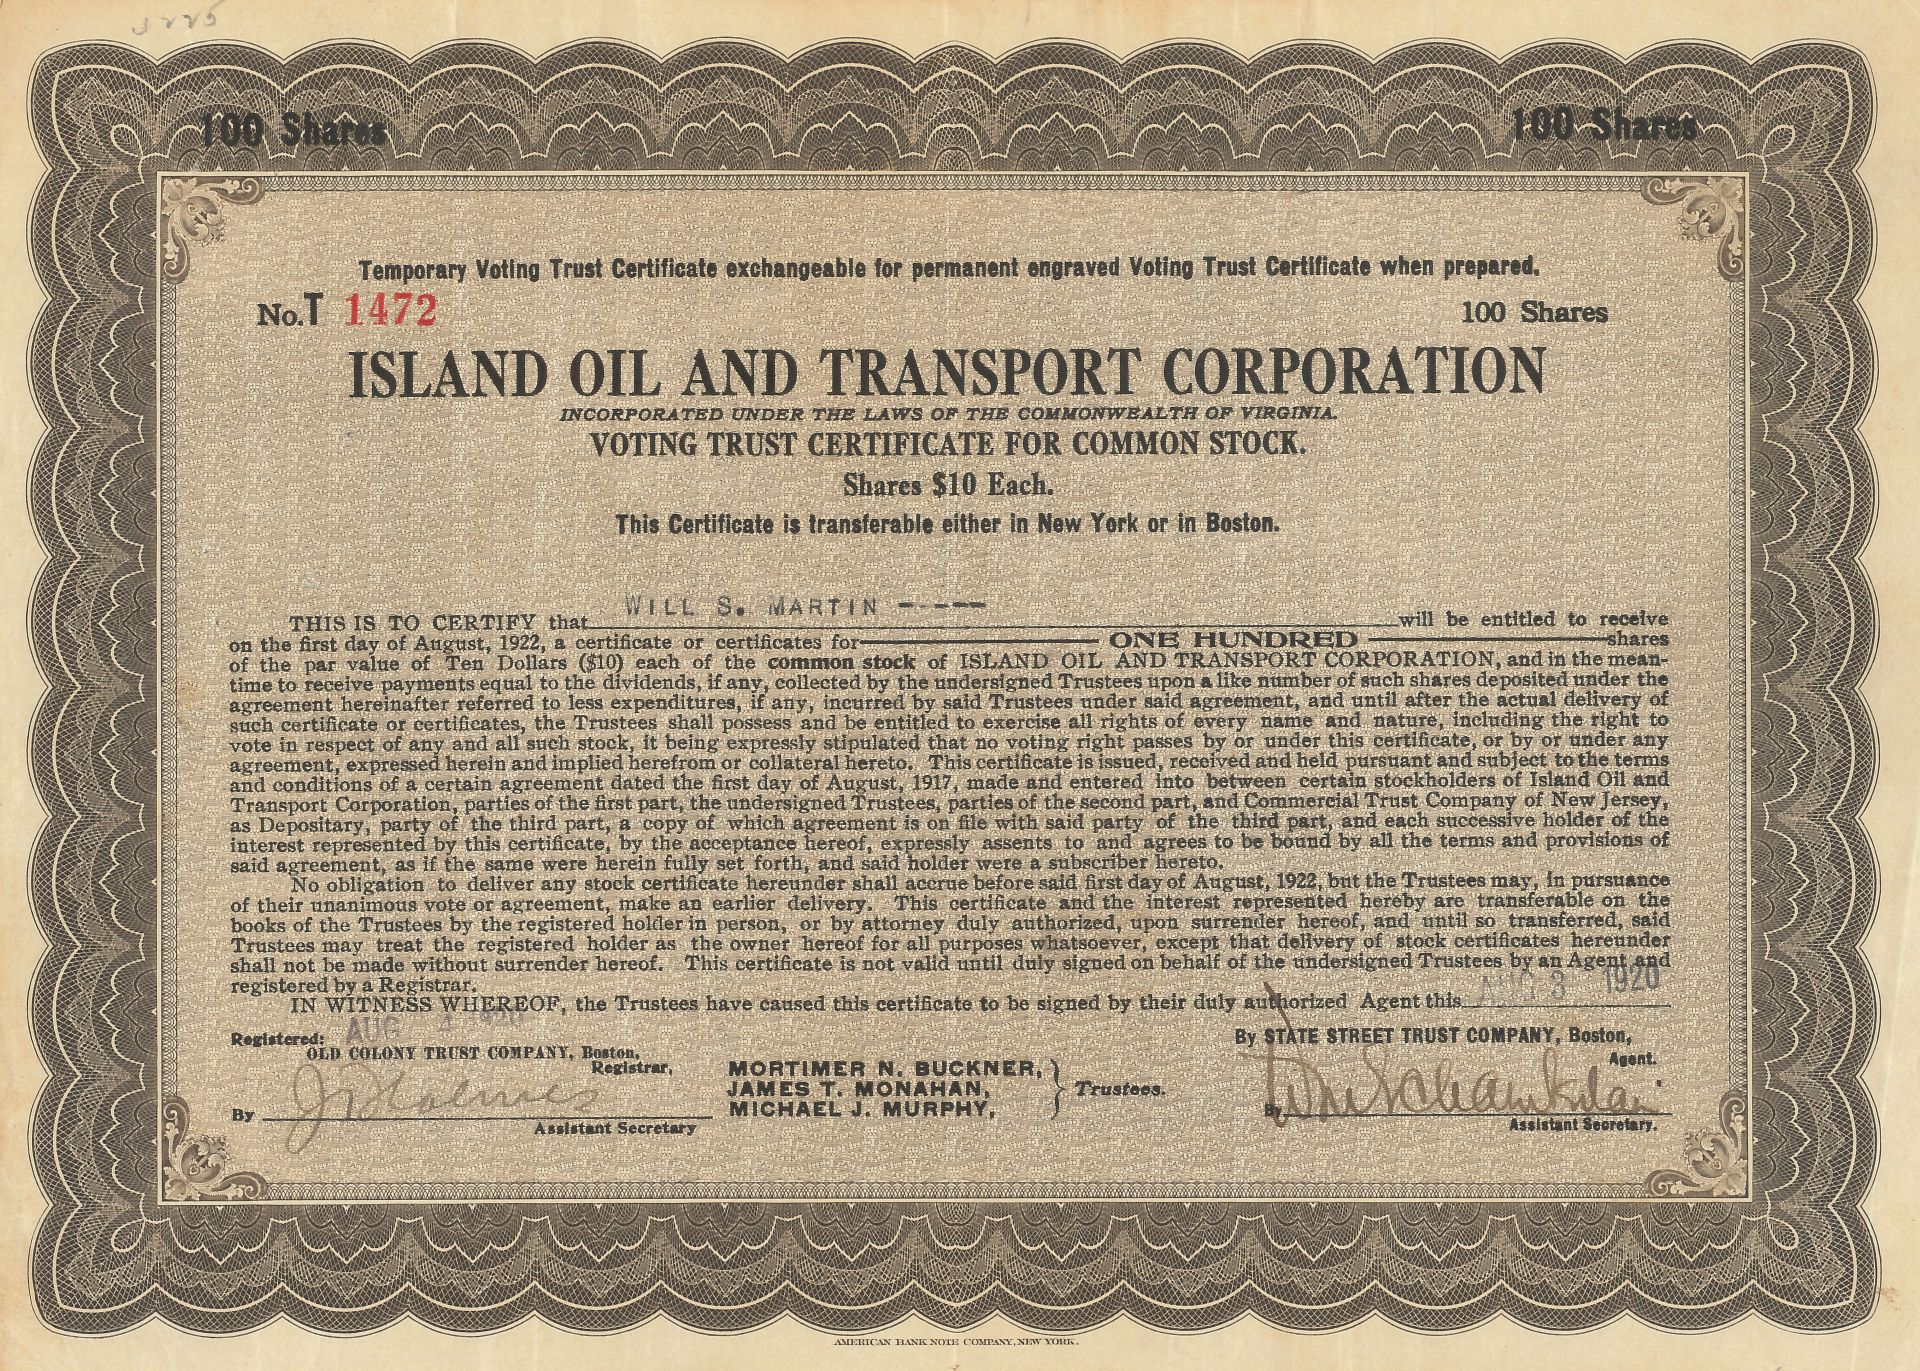 5225
100 Shares 100 Shares
Temporary Voting Trust Certificate exchangeable for permanent engraved Voting Trust Certificate when prepared.
No. T 1472 100 Shares
ISLAND OIL AND TRANSPORT CORPORATION
INCORPORATED UNDER THE LAWS OF THE COMMONWEALTH OF VIRGINIA.
VOTING TRUST CERTIFICATE FOR COMMON STOCK.
Shares $10 Each.
This Certificate is transferable either in New York or in Boston.
THIS IS TO CERTIFY that WILL S. MARTIN ----- will be entitled to receive
on the first day of August, 1922, a certificate or certificates for ONE HUNDRED shares
of the par value of Ten Dollars ($10) each of the common stock of ISLAND OIL AND TRANSPORT CORPORATION, and in the mean-
time to receive payments equal to the dividends, if any, collected by the undersigned Trustees upon a like number of such shares deposited under the
agreement hereinafter referred to less expenditures, if any, incurred by said Trustees under said agreement, and until after the actual delivery of
such certificate or certificates, the Trustees shall possess and be entitled to exercise all rights of every name and nature, including the right to
vote in respect of any and all such stock, it being expressly stipulated that no voting right passes by or under this certificate, or by or under any
agreement, expressed herein and implied herefrom or collateral hereto. This certificate is issued, received and held pursuant and subject to the terms
and conditions of a certain agreement dated the first day of August, 1917, made and entered into between certain stockholders of Island Oil and
Transport Corporation, parties of the first part, the undersigned Trustees, parties of the second part, and Commercial Trust Company of New Jersey,
as Depositary, party of the third part, a copy of which agreement is on file with said party of the third part, and each successive holder of the
interest represented by this certificate, by the acceptance hereof, expressly assents to and agrees to be bound by all the terms and provisions of
said agreement, as if the same were herein fully set forth, and said holder were a subscriber hereto.
No obligation to deliver any stock certificate hereunder shall accrue before said first day of August, 1922, but the Trustees may, in pursuance
of their unanimous vote or agreement, make an earlier delivery. This certificate and the interest represented hereby are transferable on the
books of the Trustees by the registered holder in person, or by attorney duly authorized, upon surrender hereof, and until so transferred, said
Trustees may treat the registered holder as the owner hereof for all purposes whatsoever, except that delivery of stock certificates hereunder
shall not be made without surrender hereof. This certificate is not valid until duly signed on behalf of the undersigned Trustees by an Agent and
registered by a Registrar.
IN WITNESS WHEREOF, the Trustees have caused this certificate to be signed by their duly authorized Agent this AUG 3 1920
Registered: AUG 4 1920 By STATE STREET TRUST COMPANY, Boston,
OLD COLONY TRUST COMPANY, Boston, Agent.
Registrar, MORTIMER N. BUCKNER,
JAMES T. MONAHAN, Trustees.
By J Holmes MICHAEL J. MURPHY, By
Assistant Secretary Assistant Secretary.
AMERICAN BANK NOTE COMPANY, NEW YORK.